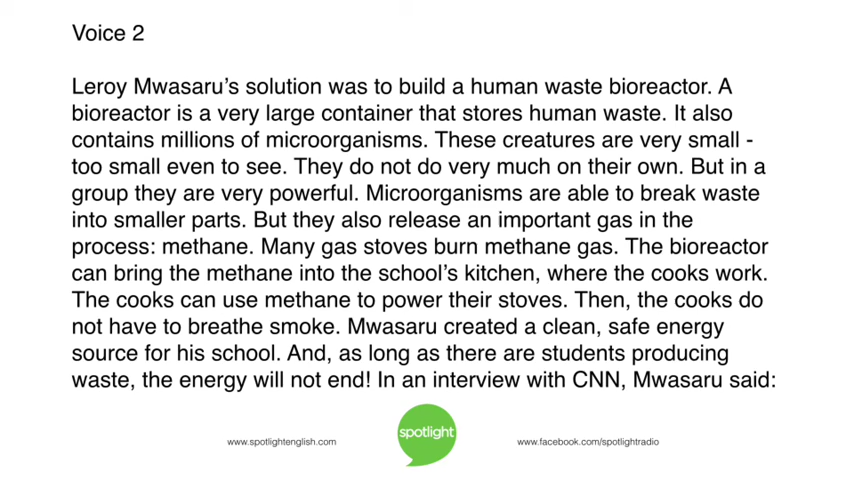 Voice 2
Leroy Mwasaru's solution was to build a human waste bioreactor. A
bioreactor is a very large container that stores human waste. It also
contains millions of microorganisms. These creatures are very small -
too small even to see. They do not do very much on their own. But in a
group they are very powerful. Microorganisms are able to break waste
into smaller parts. But they also release an important gas in the
process: methane. Many gas stoves burn methane gas. The bioreactor
can bring the methane into the school's kitchen, where the cooks work.
The cooks can use methane to power their stoves. Then, the cooks do
not have to breathe smoke. Mwasaru created a clean, safe energy
source for his school. And, as long as there are students producing
waste, the energy will not end! In an interview with CNN, Mwasaru said:
spotlight
www.spotlightenglish.com
www.facebook.com/spotlightradio